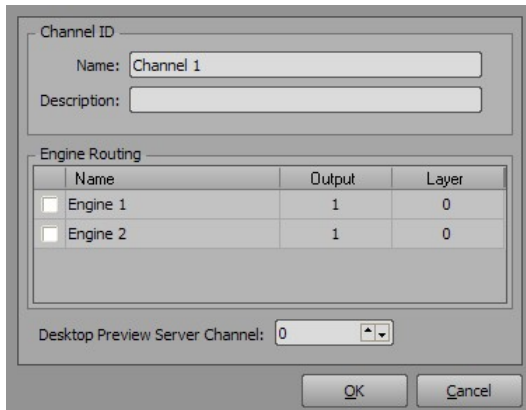 Channel ID
Name: Channel 1
Description:
Engine Routing
Name Output Layer
Engine 1 1 0
Engine 2 1 0
Desktop Preview Server Channel: 0
OK Cancel